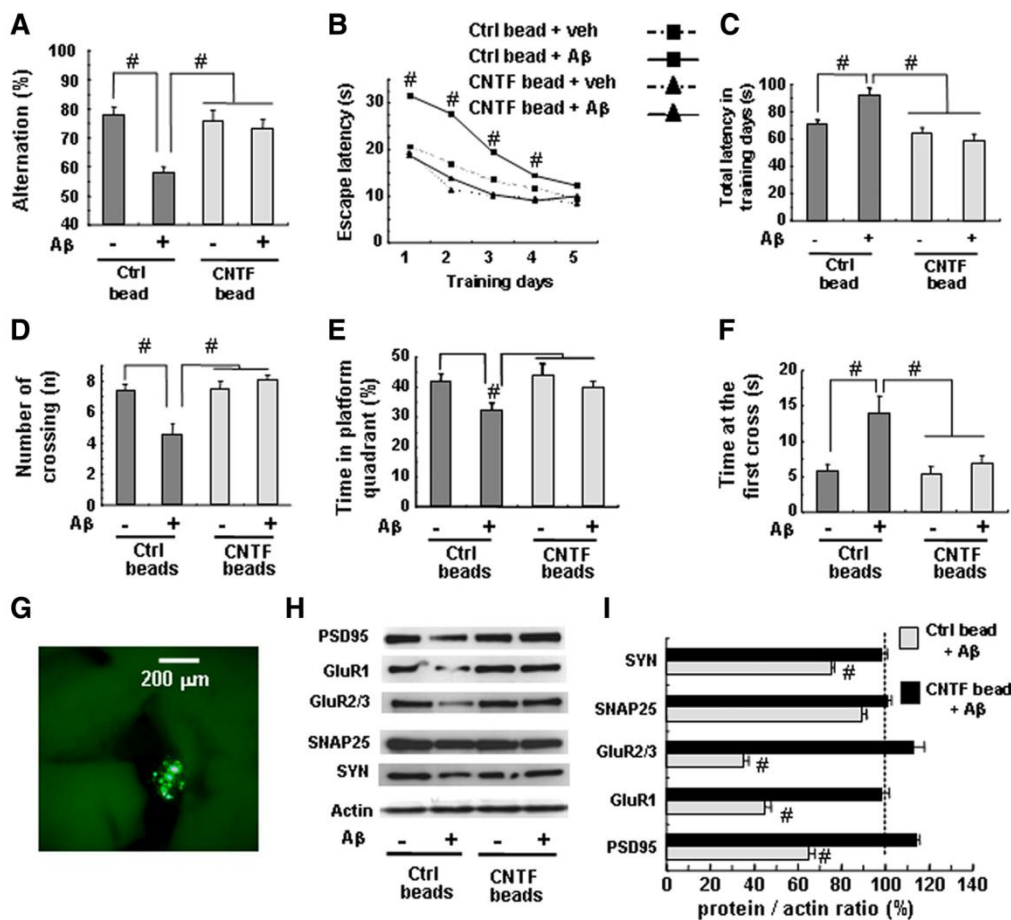 A
Alternation (%)
100
90
80
70
60
50
40
#
#
Aβ
- + - +
Ctrl
bead
CNTF
bead
B
Ctrl bead + veh
Ctrl bead + Aβ
CNTF bead + veh
CNTF bead + Aβ
Escape latency (s)
30
20
10
0
#
#
#
#
1 2 3 4 5
Training days
C
Total latency in
training days (s)
100
80
60
40
20
0
#
#
Aβ
- + - +
Ctrl
bead
CNTF
bead
D
Number of
crossing (n)
8
6
4
2
0
#
#
Aβ
- + - +
Ctrl
beads
CNTF
beads
E
Time in platform
quadrant (%)
50
40
30
20
10
0
#
Aβ
- + - +
Ctrl
beads
CNTF
beads
F
Time at the
first cross (s)
20
15
10
5
0
#
#
Aβ
- + - +
Ctrl
beads
CNTF
beads
G
200 µm
H
PSD95
GluR1
GluR2/3
SNAP25
SYN
Actin
Aβ
- + - +
Ctrl
beads
CNTF
beads
I
Ctrl bead
+ Aβ
CNTF bead
+ Aβ
SYN
#
SNAP25
GluR2/3
#
GluR1
#
PSD95
#
0 20 40 60 80 100 120
protein / actin ratio (%)